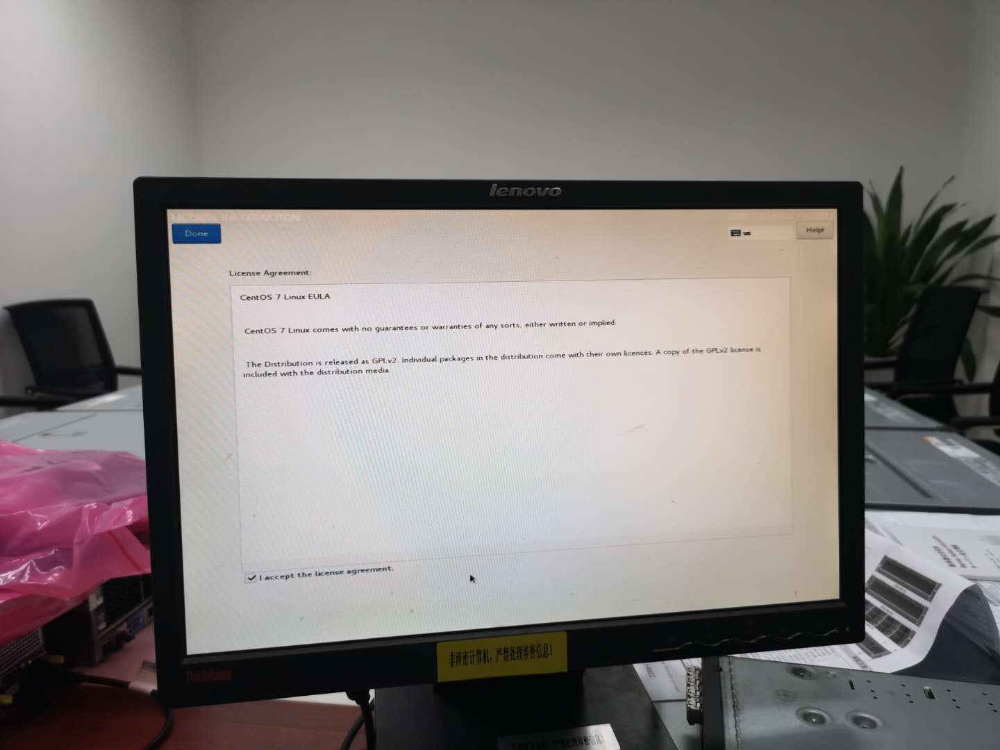 lenovo
LICENSE INFORMATION
Done
us
Help!
License Agreement:
CentOS 7 Linux EULA
CentOS 7 Linux comes with no guarantees or warranties of any sorts, either written or implied.
The Distribution is released as GPLv2. Individual packages in the distribution come with their own licences. A copy of the GPLv2 license is
included with the distribution media.
I accept the license agreement.
非涉密计算机，严禁处理涉密信息！
ThinkVision